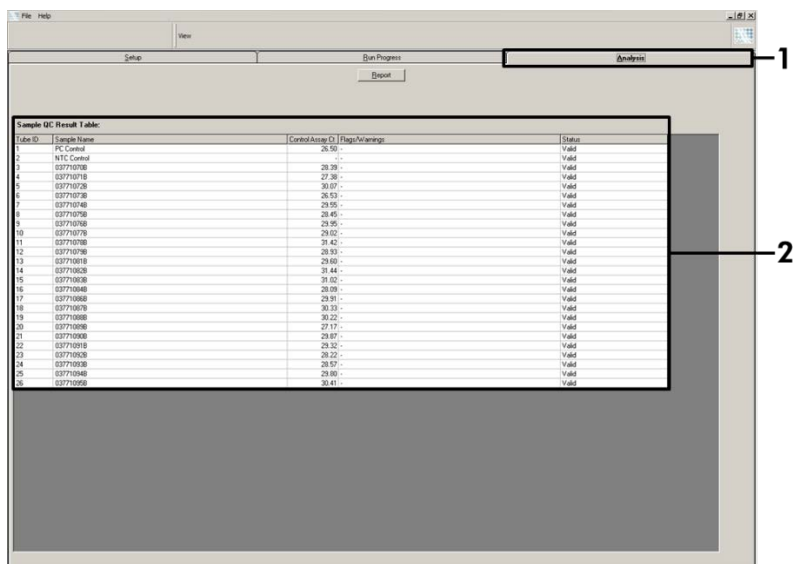 File Help
View
Setup Run Progress Analysis 1
Report
Sample QC Result Table:
Tube ID Sample Name Control Assay Ct Flags/Warnings Status
1 PC Control 26.50 - Valid
2 NTC Control - - Valid
3 03771070B 28.39 - Valid
4 03771071B 27.38 - Valid
5 03771072B 30.07 - Valid
6 03771073B 26.53 - Valid
7 03771074B 29.55 - Valid
8 03771075B 28.45 - Valid
9 03771076B 29.95 - Valid
10 03771077B 29.02 - Valid
11 03771078B 31.42 - Valid
12 03771079B 28.93 - Valid
13 03771081B 29.60 - Valid
14 03771082B 31.44 - Valid
15 03771083B 31.02 - Valid
16 03771084B 28.09 - Valid
17 03771086B 29.91 - Valid
18 03771087B 30.33 - Valid
19 03771088B 30.22 - Valid
20 03771089B 27.17 - Valid
21 03771090B 29.87 - Valid
22 03771091B 29.32 - Valid
23 03771092B 28.22 - Valid
24 03771093B 28.57 - Valid
25 03771094B 29.80 - Valid
26 03771095B 30.41 - Valid
2